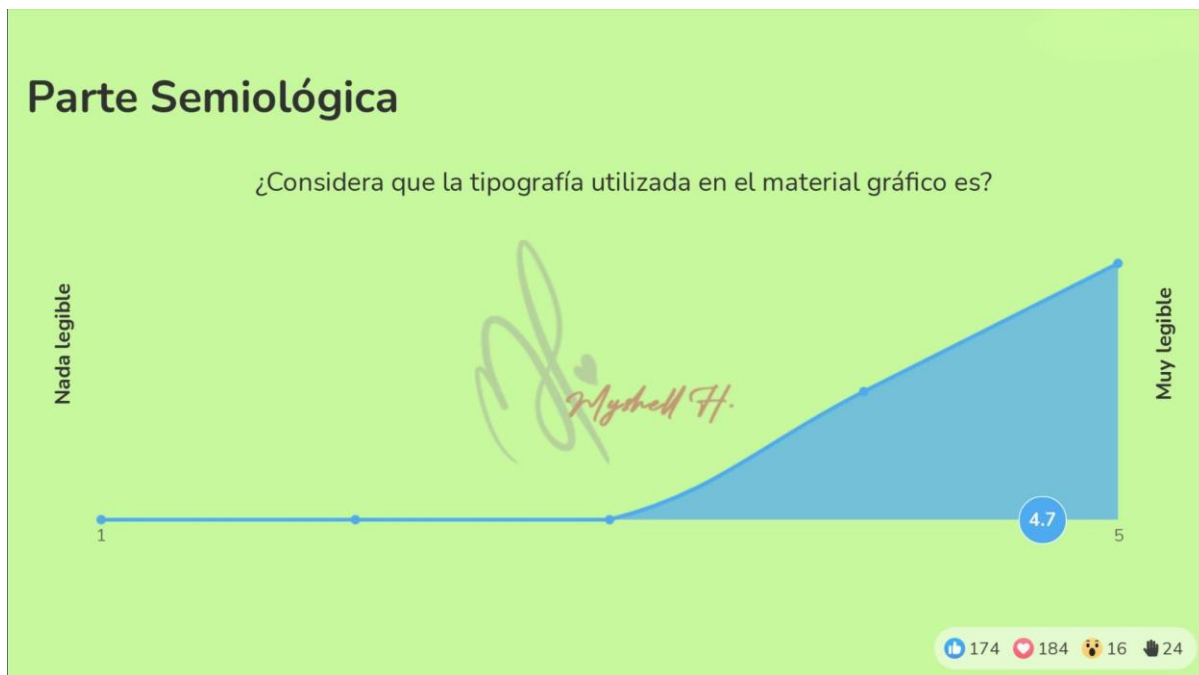 Parte Semiológica
¿Considera que la tipografía utilizada en el material gráfico es?
Nada legible
Muy legible
Myshell H.
4.7
1
5
174 184 16 24